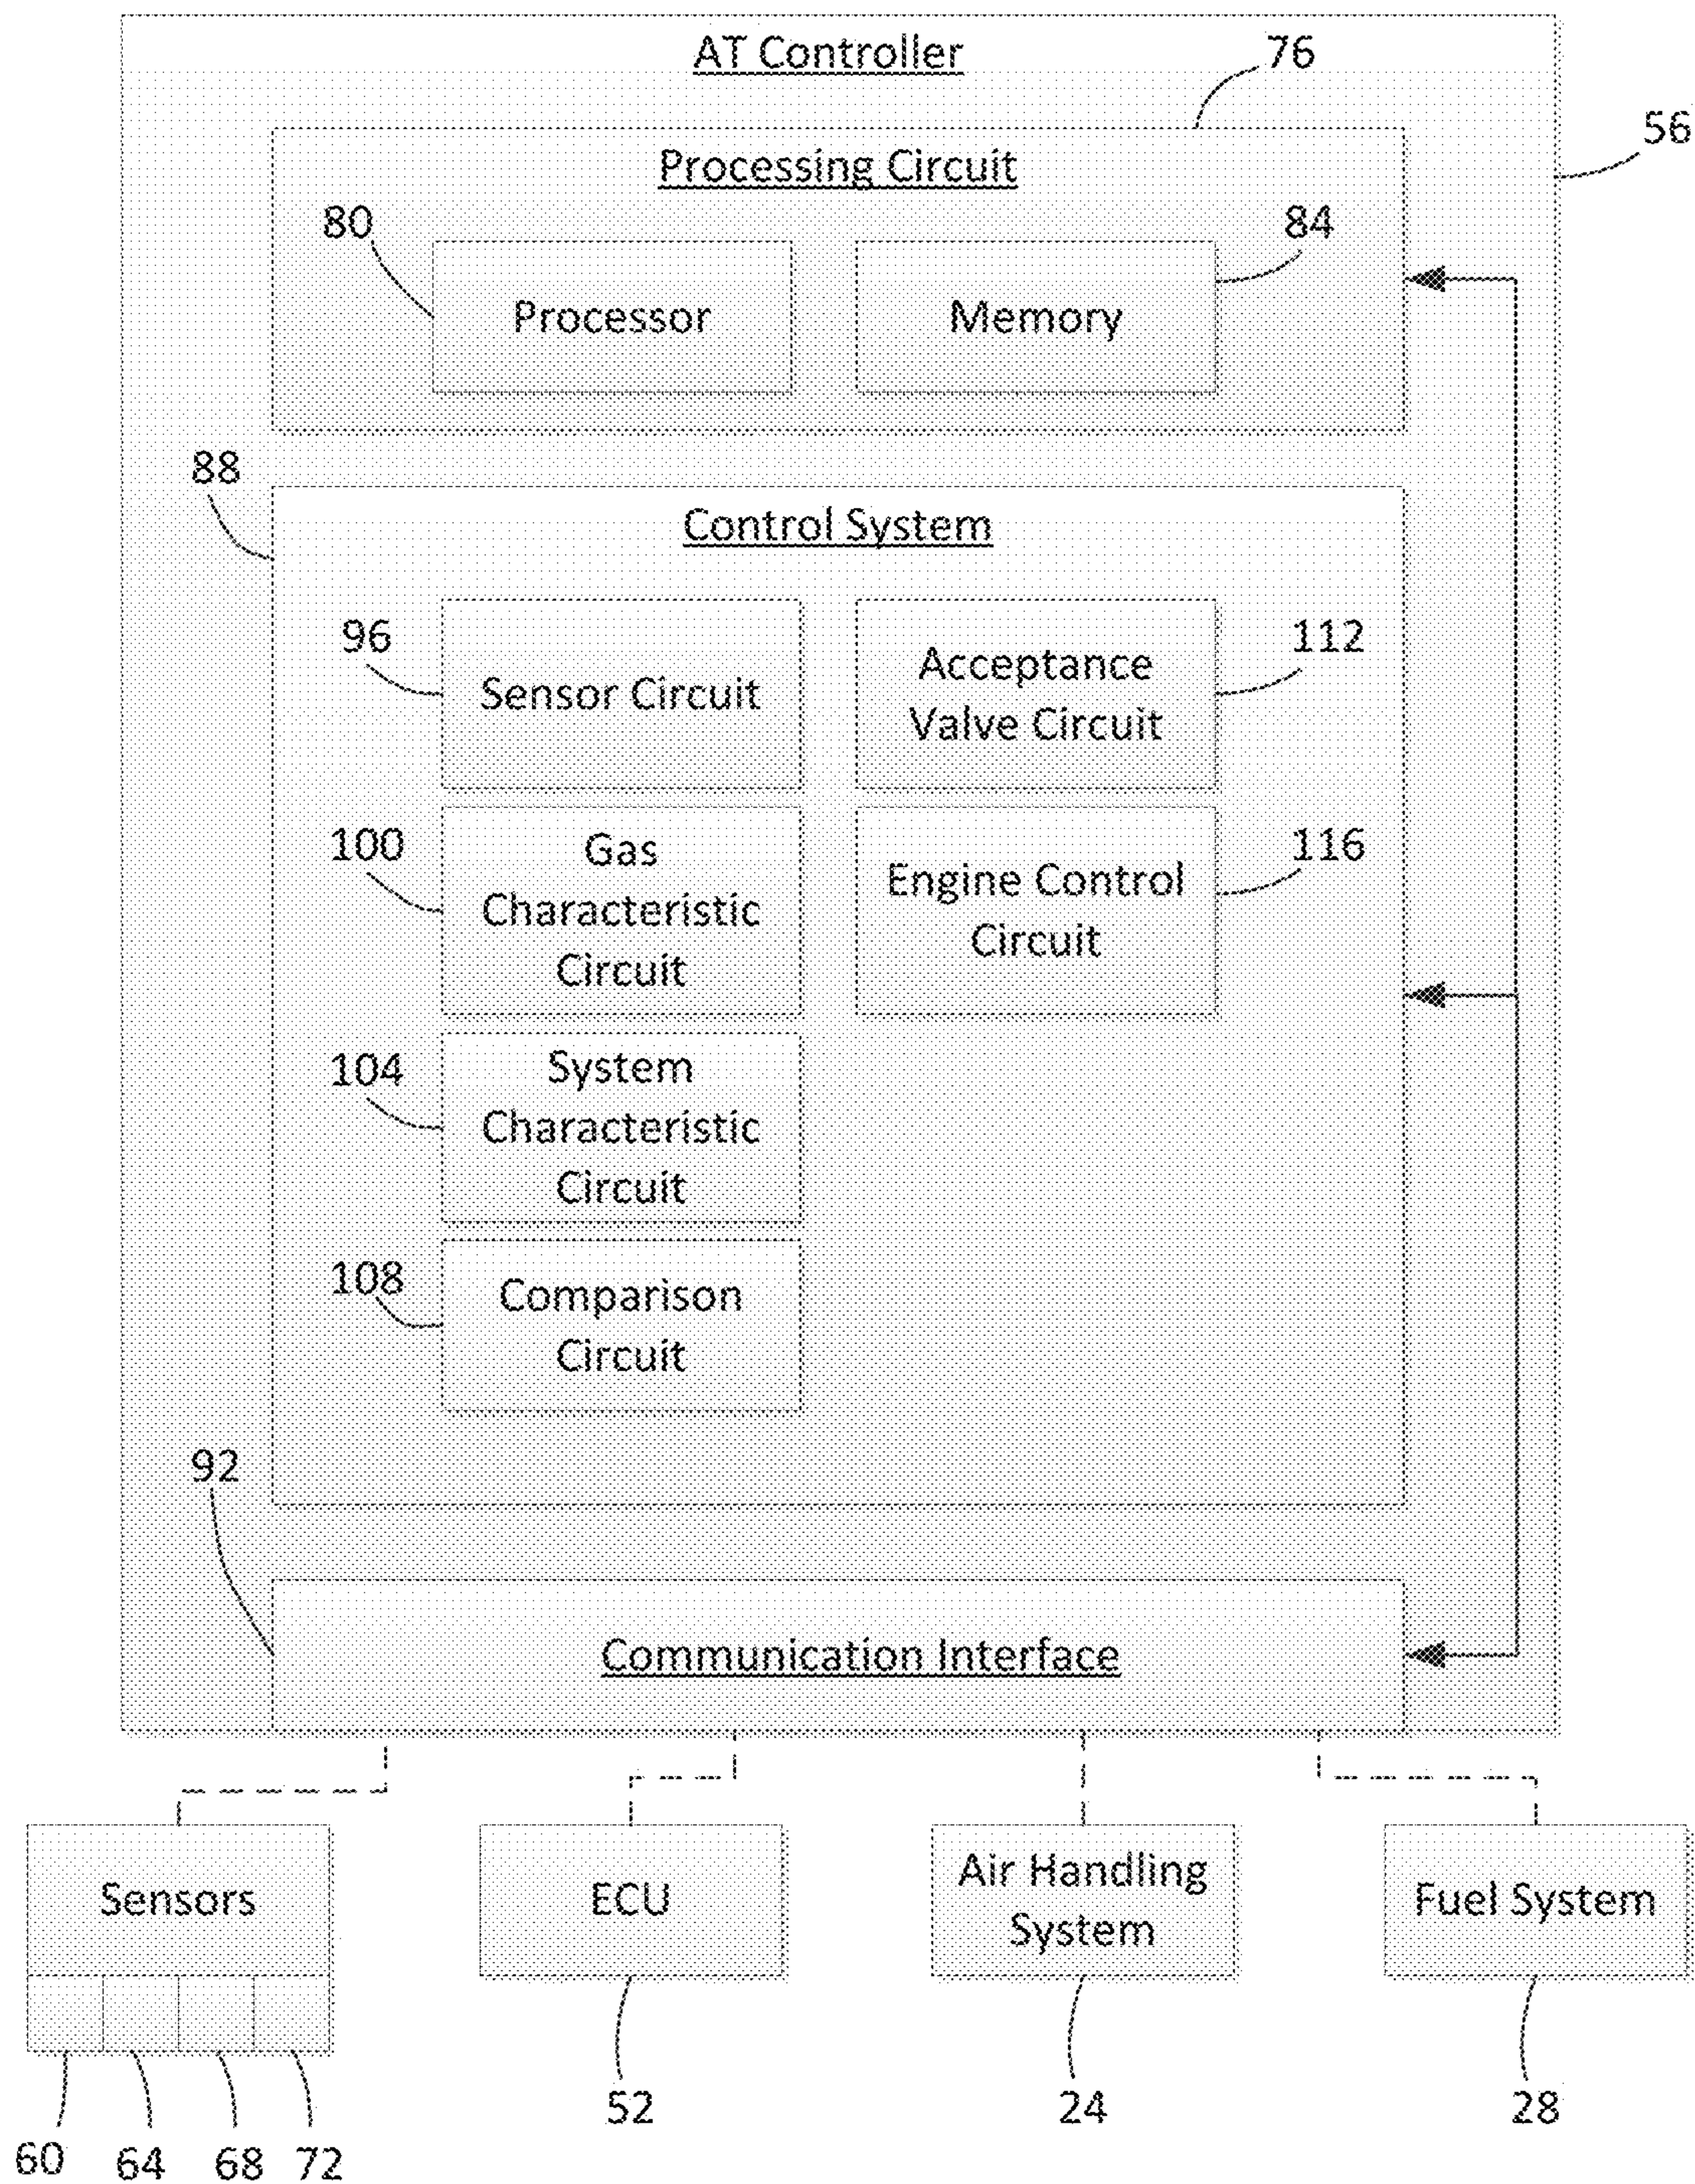 AT Controller
76
56
Processing Circuit
80
84
Processor
Memory
88
Control System
96
Sensor Circuit
Acceptance
Valve Circuit
112
100
Gas
Characteristic
Circuit
Engine Control
Circuit
116
104
System
Characteristic
Circuit
108
Comparison
Circuit
92
Communication Interface
Sensors
ECU
Air Handling
System
Fuel System
60
64
68
72
52
24
28